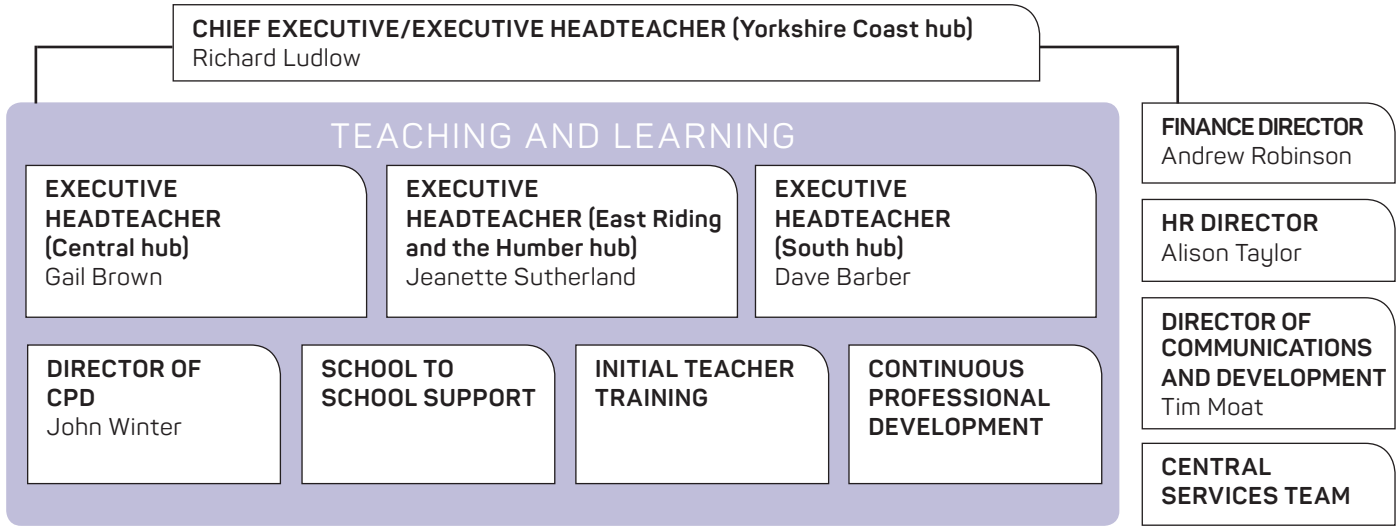 CHIEF EXECUTIVE/EXECUTIVE HEADTEACHER (Yorkshire Coast hub)
Richard Ludlow
TEACHING AND LEARNING
EXECUTIVE
HEADTEACHER
(Central hub)
Gail Brown
EXECUTIVE
HEADTEACHER (East Riding
and the Humber hub)
Jeanette Sutherland
EXECUTIVE
HEADTEACHER
(South hub)
Dave Barber
DIRECTOR OF
CPD
John Winter
SCHOOL TO
SCHOOL SUPPORT
INITIAL TEACHER
TRAINING
CONTINUOUS
PROFESSIONAL
DEVELOPMENT
FINANCE DIRECTOR
Andrew Robinson
HR DIRECTOR
Alison Taylor
DIRECTOR OF
COMMUNICATIONS
AND DEVELOPMENT
Tim Moat
CENTRAL
SERVICES TEAM